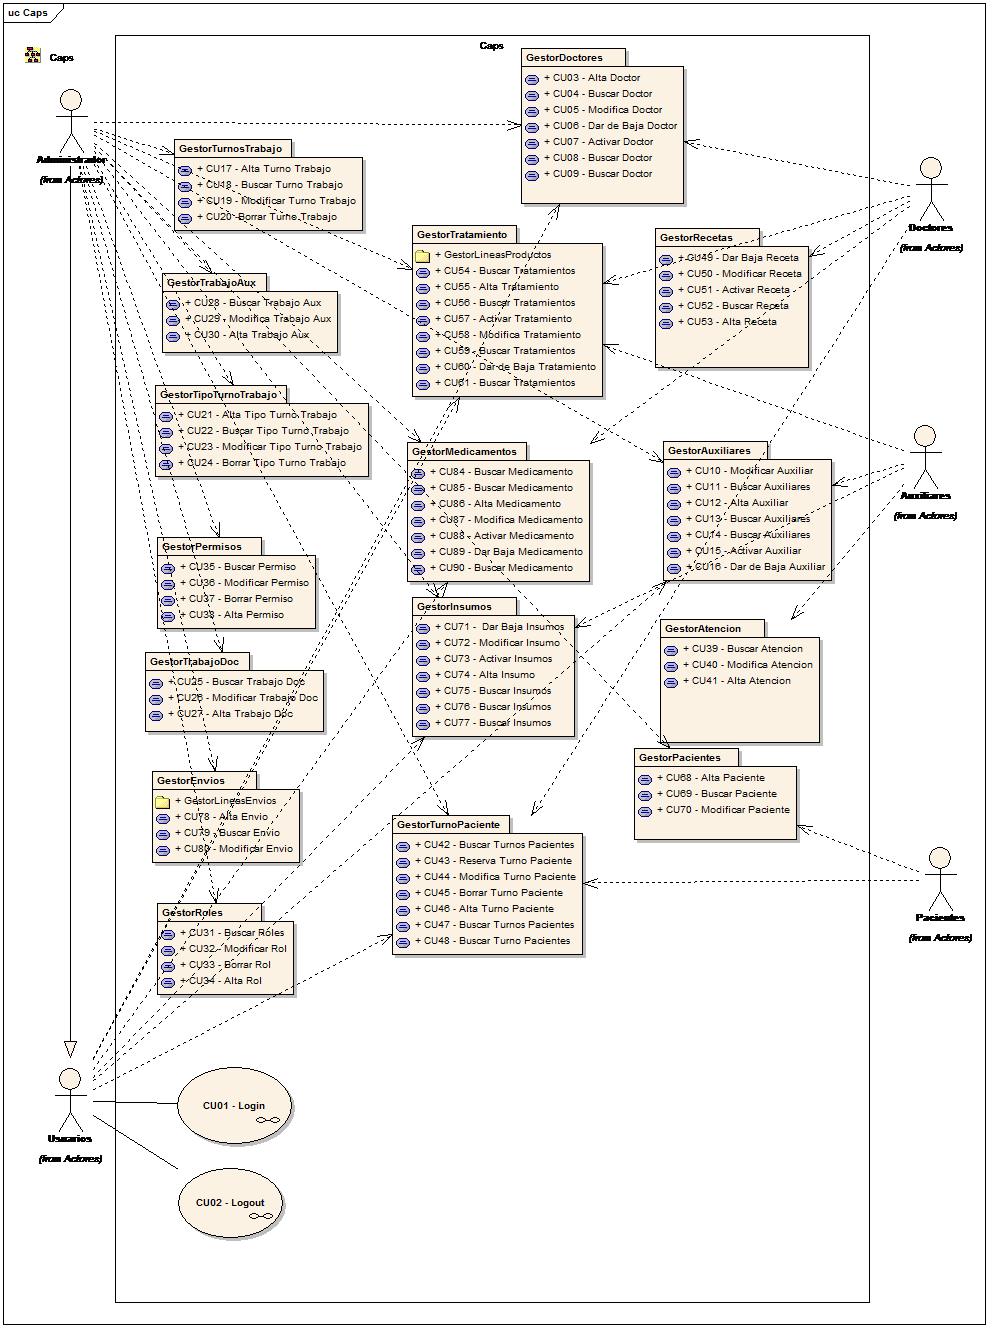 uc Caps
Caps
Caps
Administrador
(from Actores)
GestorDoctores
+ CU03 - Alta Doctor
+ CU04 - Buscar Doctor
+ CU05 - Modifica Doctor
+ CU06 - Dar de Baja Doctor
+ CU07 - Activar Doctor
+ CU08 - Buscar Doctor
+ CU09 - Buscar Doctor
GestorTurnosTrabajo
+ CU17 - Alta Turno Trabajo
+ CU18 - Buscar Turno Trabajo
+ CU19 - Modificar Turno Trabajo
+ CU20 - Borrar Turno Trabajo
Doctores
(from Actores)
GestorTratamiento
+ GestorLineasProductos
+ CU54 - Buscar Tratamientos
+ CU55 - Alta Tratamiento
+ CU56 - Buscar Tratamientos
+ CU57 - Activar Tratamiento
+ CU58 - Modifica Tratamiento
+ CU59 - Buscar Tratamientos
+ CU60 - Dar de Baja Tratamiento
+ CU61 - Buscar Tratamientos
GestorRecetas
+ CU49 - Dar Baja Receta
+ CU50 - Modificar Receta
+ CU51 - Activar Receta
+ CU52 - Buscar Receta
+ CU53 - Alta Receta
GestorTrabajoAux
+ CU28 - Buscar Trabajo Aux
+ CU29 - Modifica Trabajo Aux
+ CU30 - Alta Trabajo Aux
GestorTipoTurnoTrabajo
+ CU21 - Alta Tipo Turno Trabajo
+ CU22 - Buscar Tipo Turno Trabajo
+ CU23 - Modificar Tipo Turno Trabajo
+ CU24 - Borrar Tipo Turno Trabajo
GestorMedicamentos
+ CU84 - Buscar Medicamento
+ CU85 - Buscar Medicamento
+ CU86 - Alta Medicamento
+ CU87 - Modifica Medicamento
+ CU88 - Activar Medicamento
+ CU89 - Dar Baja Medicamento
+ CU90 - Buscar Medicamento
GestorAuxiliares
+ CU10 - Modificar Auxiliar
+ CU11 - Buscar Auxiliares
+ CU12 - Alta Auxiliar
+ CU13 - Buscar Auxiliares
+ CU14 - Buscar Auxiliares
+ CU15 - Activar Auxiliar
+ CU16 - Dar de Baja Auxiliar
Auxiliares
(from Actores)
GestorPermisos
+ CU35 - Buscar Permiso
+ CU36 - Modificar Permiso
+ CU37 - Borrar Permiso
+ CU38 - Alta Permiso
GestorInsumos
+ CU71 - Dar Baja Insumos
+ CU72 - Modificar Insumo
+ CU73 - Activar Insumos
+ CU74 - Alta Insumo
+ CU75 - Buscar Insumos
+ CU76 - Buscar Insumos
+ CU77 - Buscar Insumos
GestorAtencion
+ CU39 - Buscar Atencion
+ CU40 - Modifica Atencion
+ CU41 - Alta Atencion
GestorTrabajoDoc
+ CU25 - Buscar Trabajo Doc
+ CU26 - Modificar Trabajo Doc
+ CU27 - Alta Trabajo Doc
GestorPacientes
+ CU68 - Alta Paciente
+ CU69 - Buscar Paciente
+ CU70 - Modificar Paciente
GestorEnvios
+ GestorLineasEnvios
+ CU78 - Alta Envio
+ CU79 - Buscar Envio
+ CU80 - Modificar Envio
GestorTurnoPaciente
+ CU42 - Buscar Turnos Pacientes
+ CU43 - Reserva Turno Paciente
+ CU44 - Modifica Turno Paciente
+ CU45 - Borrar Turno Paciente
+ CU46 - Alta Turno Paciente
+ CU47 - Buscar Turnos Pacientes
+ CU48 - Buscar Turno Pacientes
Pacientes
(from Actores)
GestorRoles
+ CU31 - Buscar Roles
+ CU32 - Modificar Rol
+ CU33 - Borrar Rol
+ CU34 - Alta Rol
Usuarios
(from Actores)
CU01 - Login
CU02 - Logout